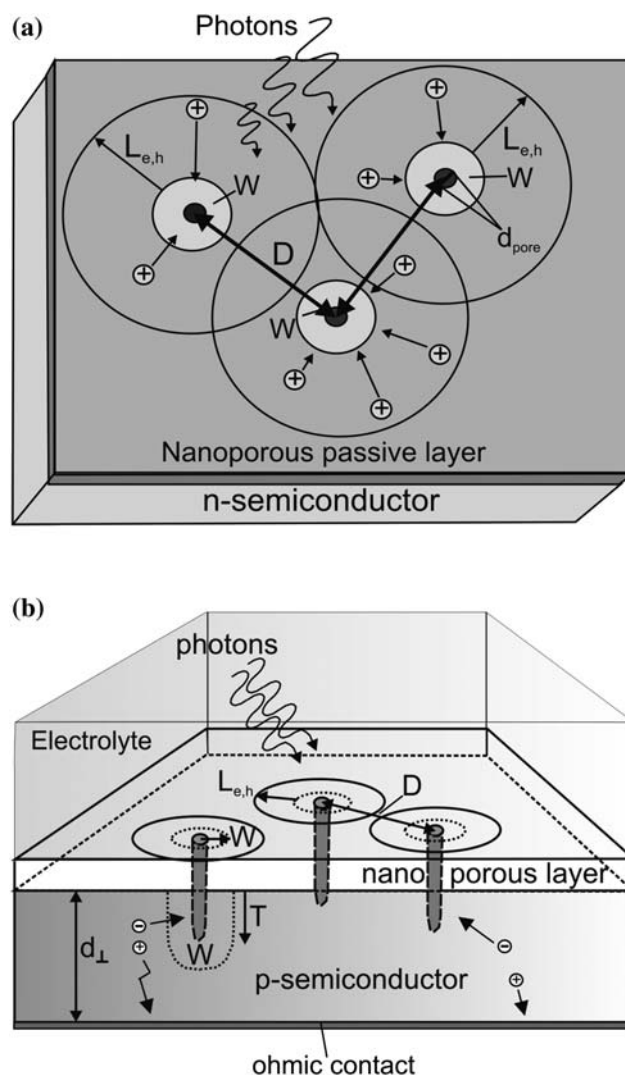 (a)
Photons
L e,h
W
L e,h
W
d pore
D
W
Nanoporous passive layer
n-semiconductor
(b)
photons
Electrolyte
L e,h
D
W
nano porous layer
d⊥
T
W
p-semiconductor
ohmic contact